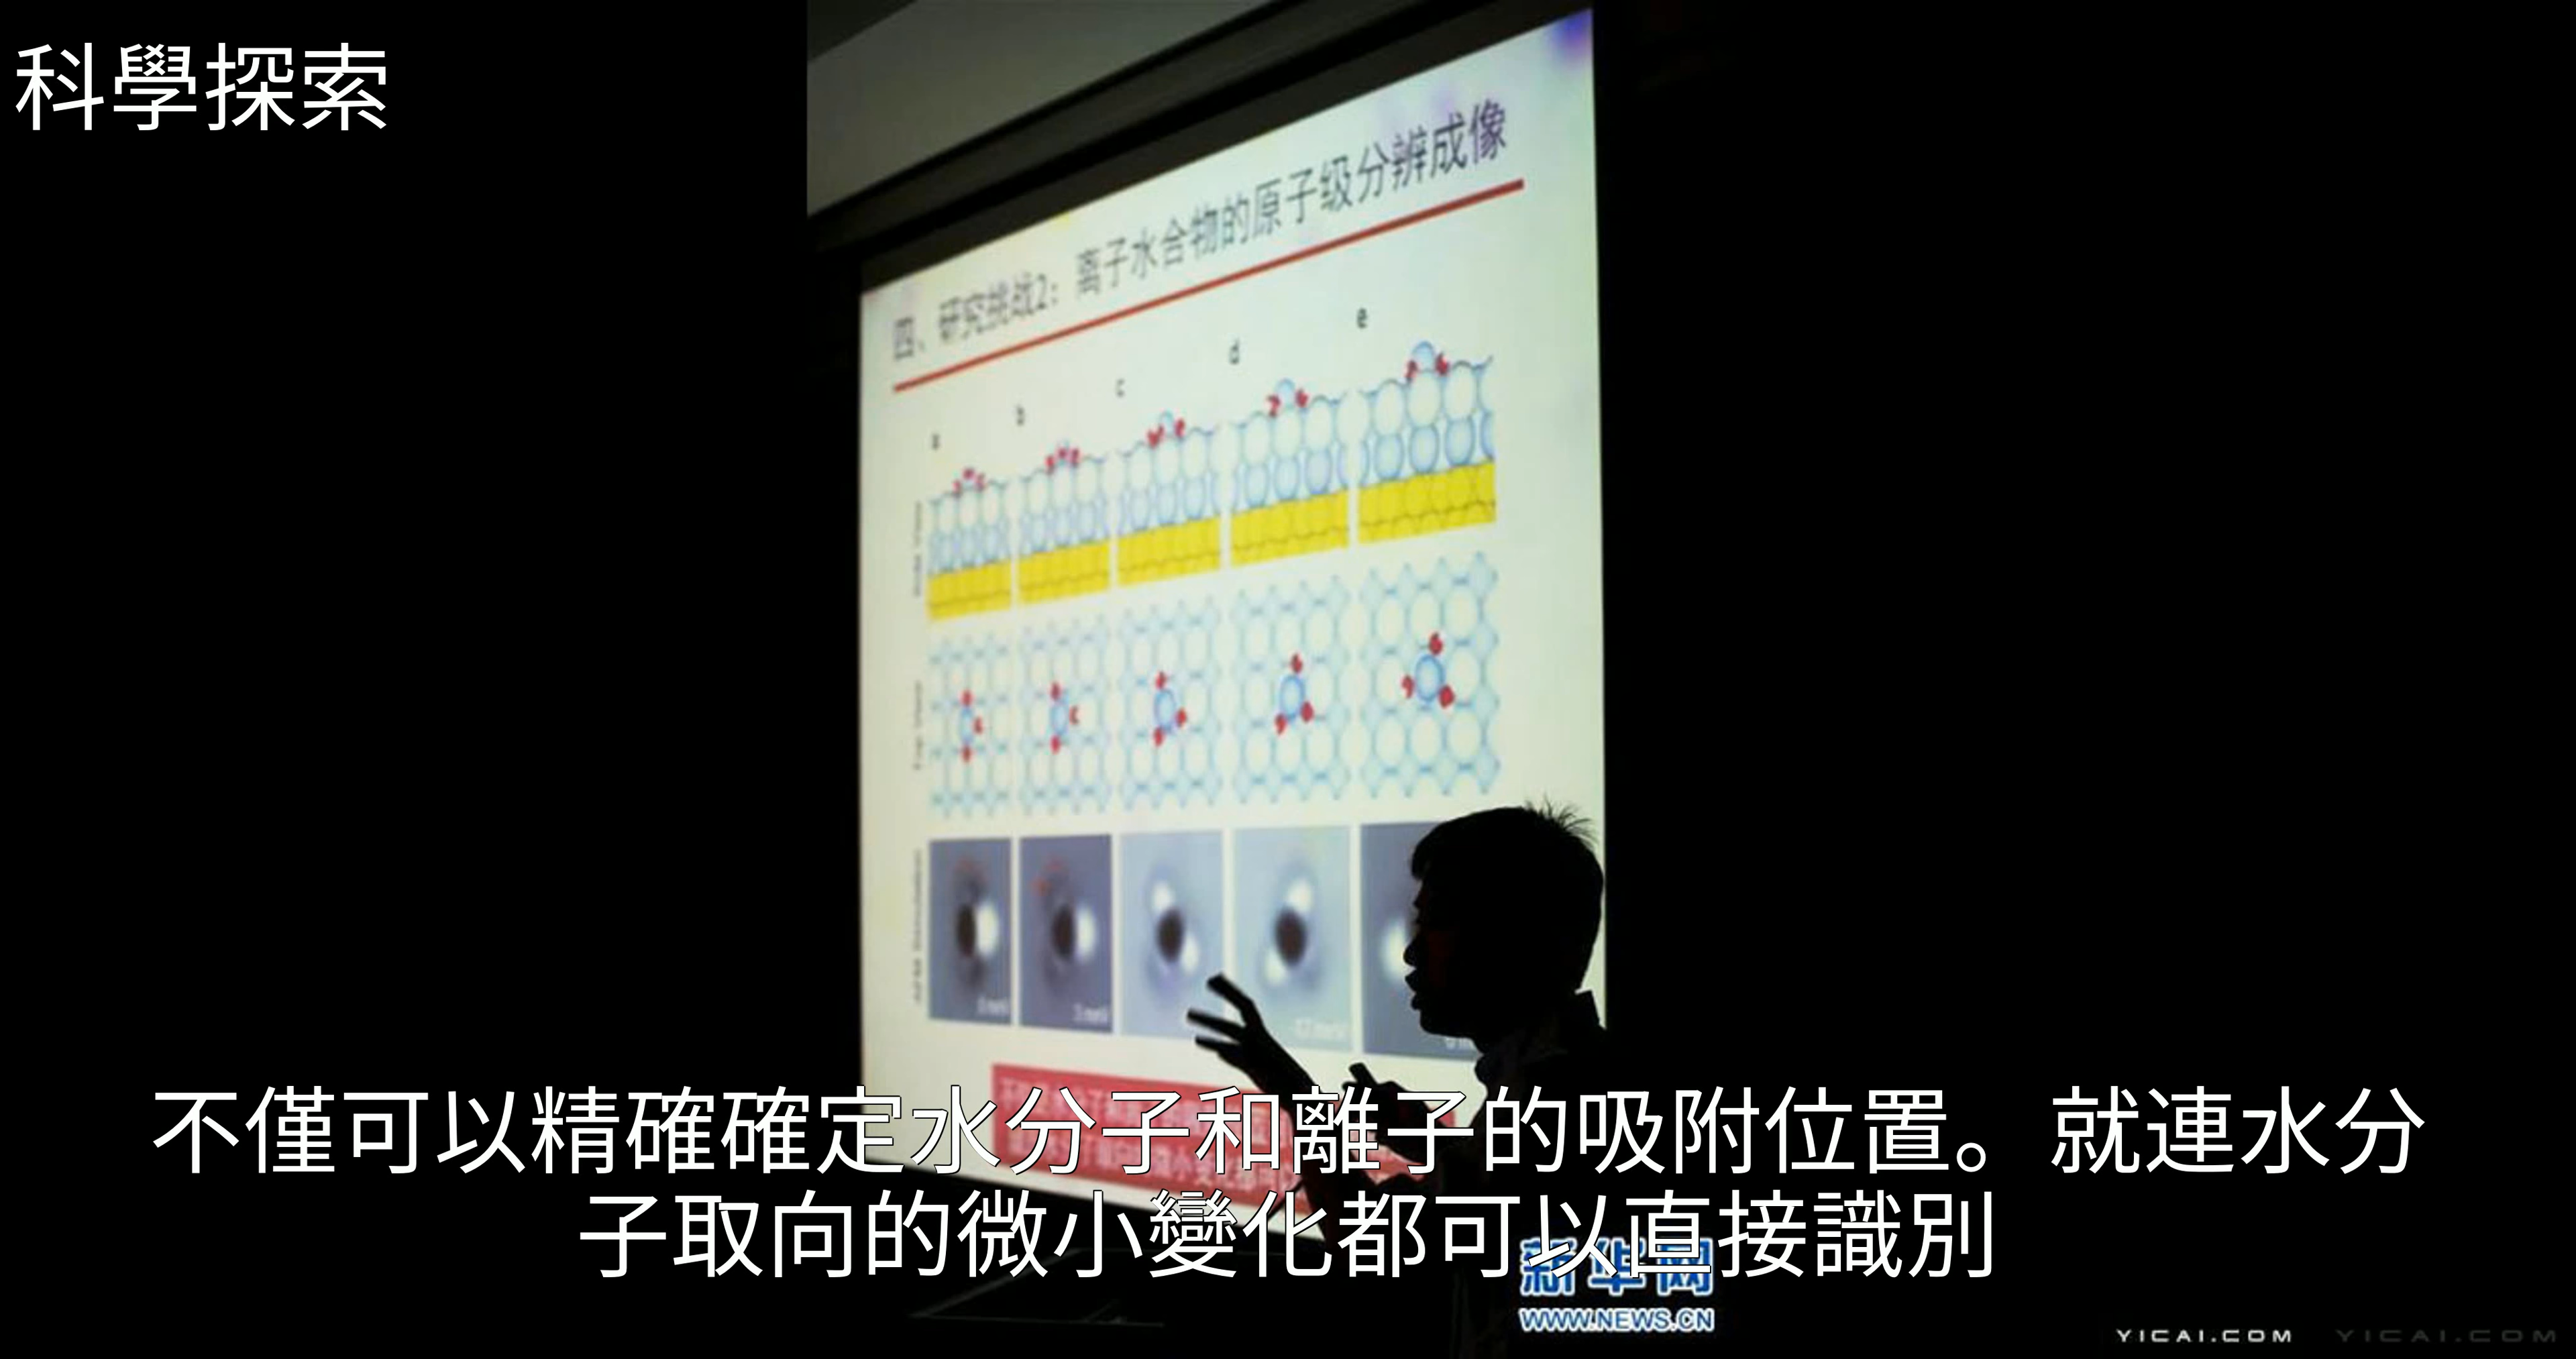 科學探索
四、研究挑战2：离子水合物的原子级分辨成像
a
b
c
d
e
不僅可以精確確定水分子和離子的吸附位置。就連水分
子取向的微小變化都可以直接識別
新华网
WWW.NEWS.CN
YICAI.COM
YICAI.COM